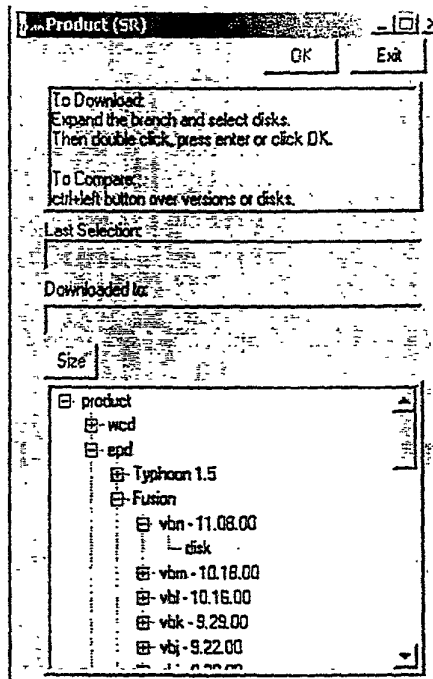 Product (SR)
OK Exit
To Download:
Expand the branch and select disks.
Then double click, press enter or click OK.
To Compare:
ctrl+left button over versions or disks.
Last Selection:
Downloaded to:
Size
product
wcd
epd
Typhoon 1.5
Fusion
vbn - 11.08.00
disk
vbm - 10.18.00
vbl - 10.16.00
vbk - 9.29.00
vbj - 9.22.00